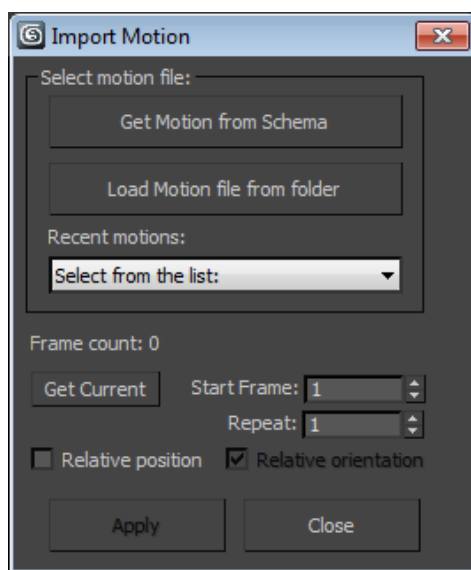 Import Motion
Select motion file:
Get Motion from Schema
Load Motion file from folder
Recent motions:
Select from the list:
Frame count: 0
Get Current Start Frame: 1
Repeat: 1
Relative position Relative orientation
Apply Close